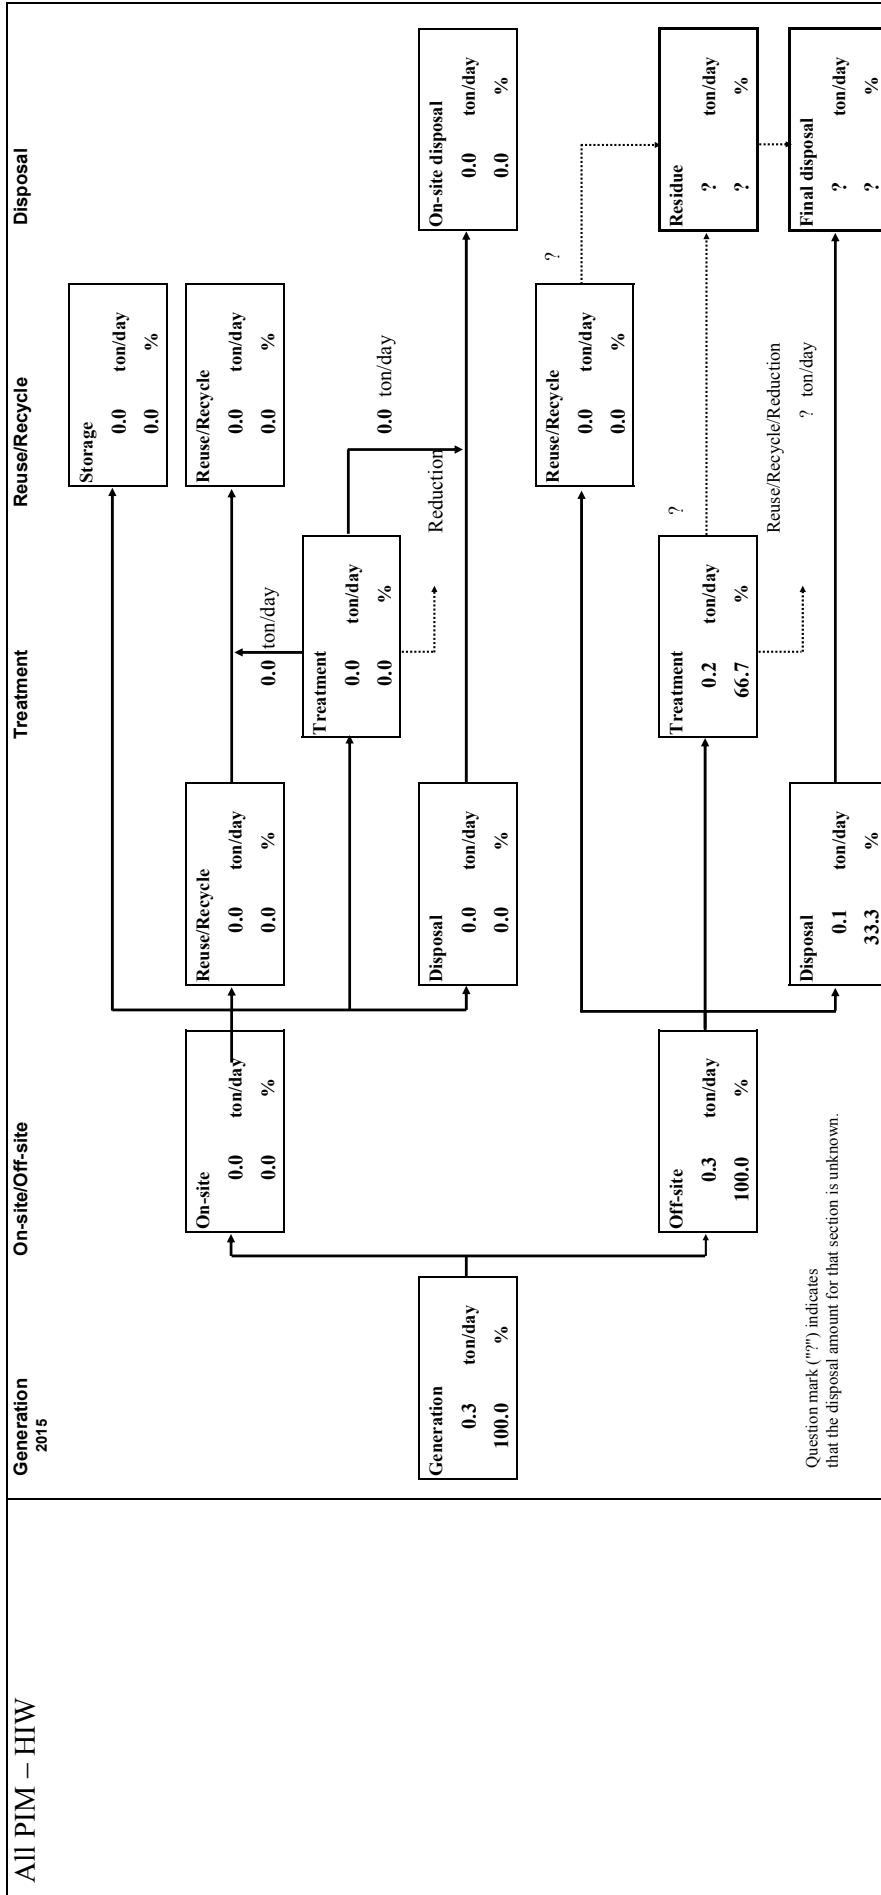 All PIM – HIW
Generation
2015
On-site/Off-site
Treatment
Reuse/Recycle
Disposal
Storage
0.0 ton/day
0.0 %
On-site
0.0 ton/day
0.0 %
Reuse/Recycle
0.0 ton/day
0.0 %
Reuse/Recycle
0.0 ton/day
0.0 %
0.0 ton/day
Treatment
0.0 ton/day
0.0 %
0.0 ton/day
Reduction
Generation
0.3 ton/day
100.0 %
Disposal
0.0 ton/day
0.0 %
On-site disposal
0.0 ton/day
0.0 %
Reuse/Recycle
0.0 ton/day
0.0 %
?
Off-site
0.3 ton/day
100.0 %
Treatment
0.2 ton/day
66.7 %
?
Residue
? ton/day
? %
Reuse/Recycle/Reduction
? ton/day
Disposal
0.1 ton/day
33.3 %
Final disposal
? ton/day
? %
Question mark ("?") indicates
that the disposal amount for that section is unknown.